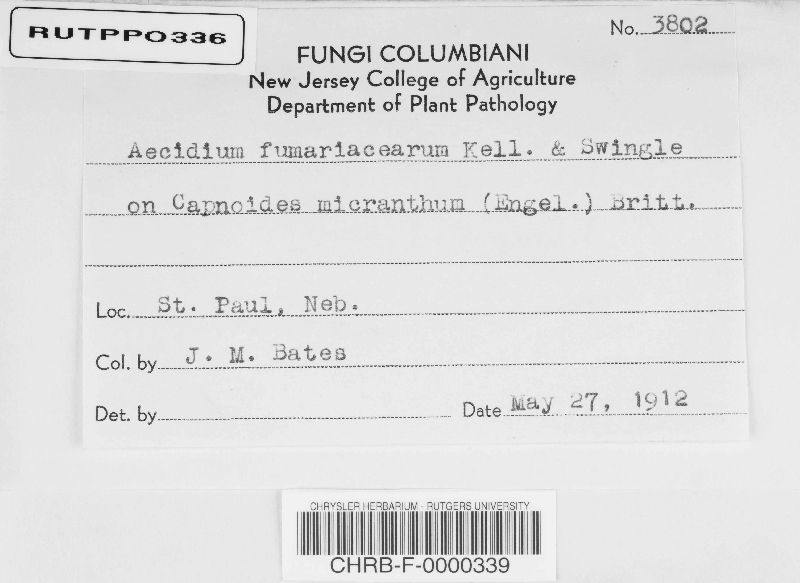 RUTPPO336
No. 3802
FUNGI COLUMBIANI
New Jersey College of Agriculture
Department of Plant Pathology
Aecidium fumariacearum Kell. & Swingle
on Capnoides micranthum (Engel.) Britt.
Loc. St. Paul, Neb.
Col. by J. M. Bates
Det. by
Date May 27, 1912
CHRYSLER HERBARIUM - RUTGERS UNIVERSITY
CHRB-F-0000339